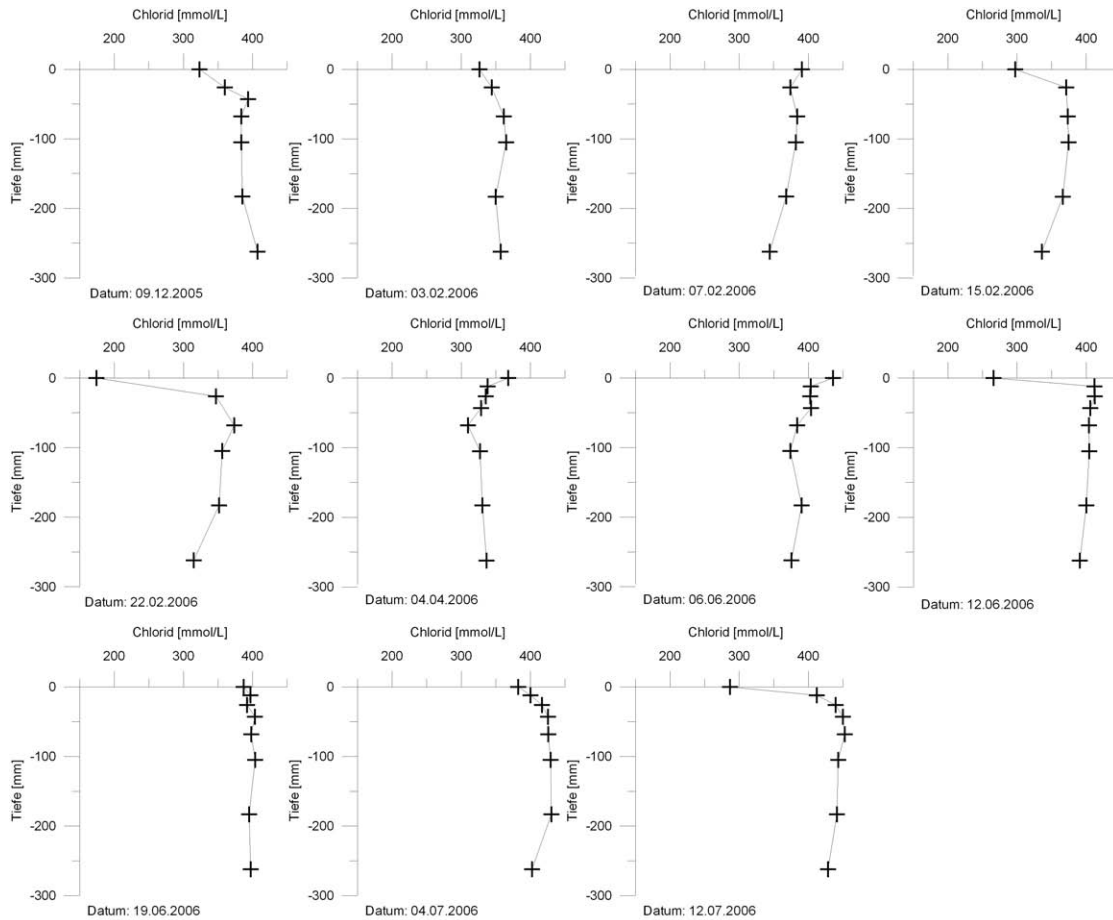 Chlorid [mmol/L] Chlorid [mmol/L] Chlorid [mmol/L] Chlorid [mmol/L]
200 300 400 200 300 400 200 300 400 200 300 400
0 0 0 0
-100 -100 -100 -100
Tiefe [mm] Tiefe [mm] Tiefe [mm] Tiefe [mm]
-200 -200 -200 -200
-300 -300 -300 -300
Datum: 09.12.2005 Datum: 03.02.2006 Datum: 07.02.2006 Datum: 15.02.2006
Chlorid [mmol/L] Chlorid [mmol/L] Chlorid [mmol/L] Chlorid [mmol/L]
200 300 400 200 300 400 200 300 400 200 300 400
0 0 0 0
-100 -100 -100 -100
Tiefe [mm] Tiefe [mm] Tiefe [mm] Tiefe [mm]
-200 -200 -200 -200
-300 -300 -300 -300
Datum: 22.02.2006 Datum: 04.04.2006 Datum: 06.06.2006 Datum: 12.06.2006
Chlorid [mmol/L] Chlorid [mmol/L] Chlorid [mmol/L]
200 300 400 200 300 400 200 300 400
0 0 0
-100 -100 -100
Tiefe [mm] Tiefe [mm] Tiefe [mm]
-200 -200 -200
-300 -300 -300
Datum: 19.06.2006 Datum: 04.07.2006 Datum: 12.07.2006